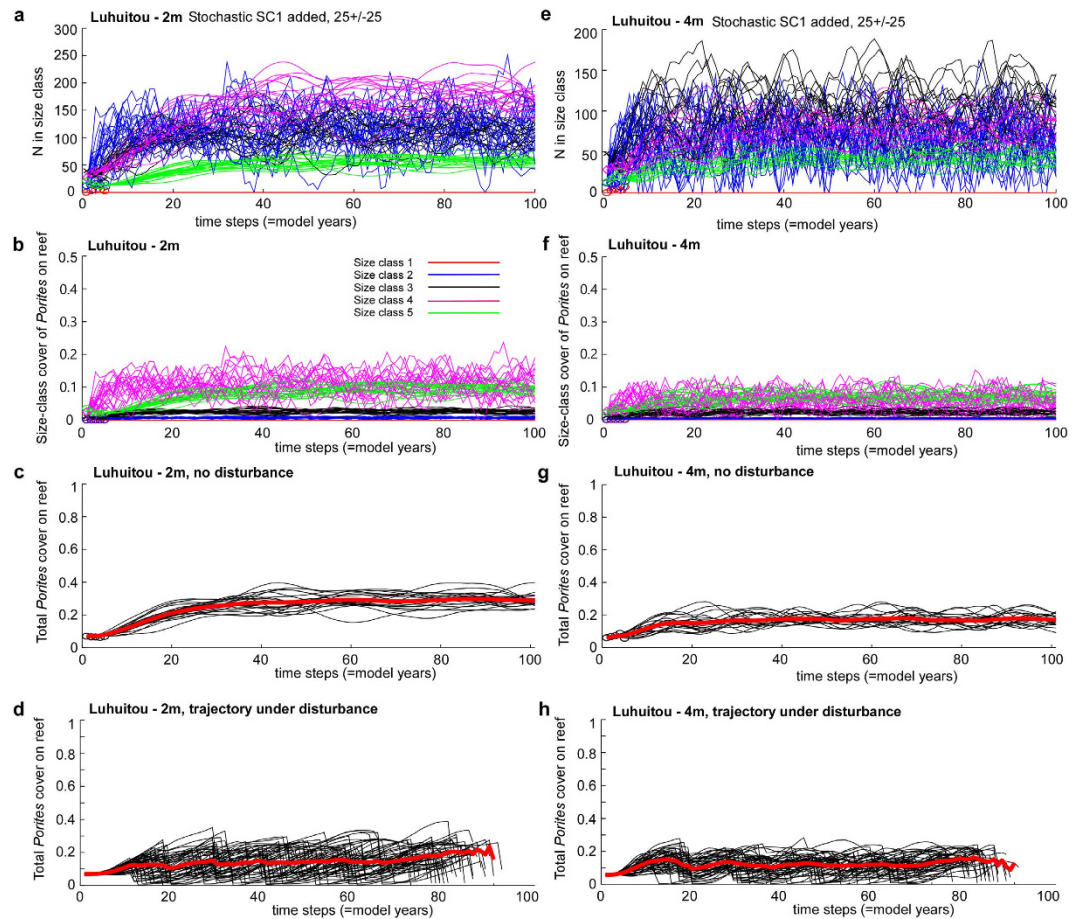 a Luhuitou - 2m Stochastic SC1 added, 25+/-25
300
250
200
150
100
50
0
N in size class
0 20 40 60 80 100
time steps (=model years)
b Luhuitou - 2m
0.5
0.4
0.3
0.2
0.1
0
Size-class cover of Porites on reef
Size class 1
Size class 2
Size class 3
Size class 4
Size class 5
0 20 40 60 80 100
time steps (=model years)
c Luhuitou - 2m, no disturbance
1
0.8
0.6
0.4
0.2
0
Total Porites cover on reef
0 20 40 60 80 100
time steps (=model years)
d Luhuitou - 2m, trajectory under disturbance
1
0.8
0.6
0.4
0.2
0
Total Porites cover on reef
0 20 40 60 80 100
time steps (=model years)
e Luhuitou - 4m Stochastic SC1 added, 25+/-25
200
150
100
50
0
N in size class
0 20 40 60 80 100
time steps (=model years)
f Luhuitou - 4m
0.5
0.4
0.3
0.2
0.1
0
Size-class cover of Porites on reef
0 20 40 60 80 100
time steps (=model years)
g Luhuitou - 4m, no disturbance
1
0.8
0.6
0.4
0.2
0
Total Porites cover on reef
0 20 40 60 80 100
time steps (=model years)
h Luhuitou - 4m, trajectory under disturbance
1
0.8
0.6
0.4
0.2
0
Total Porites cover on reef
0 20 40 60 80 100
time steps (=model years)